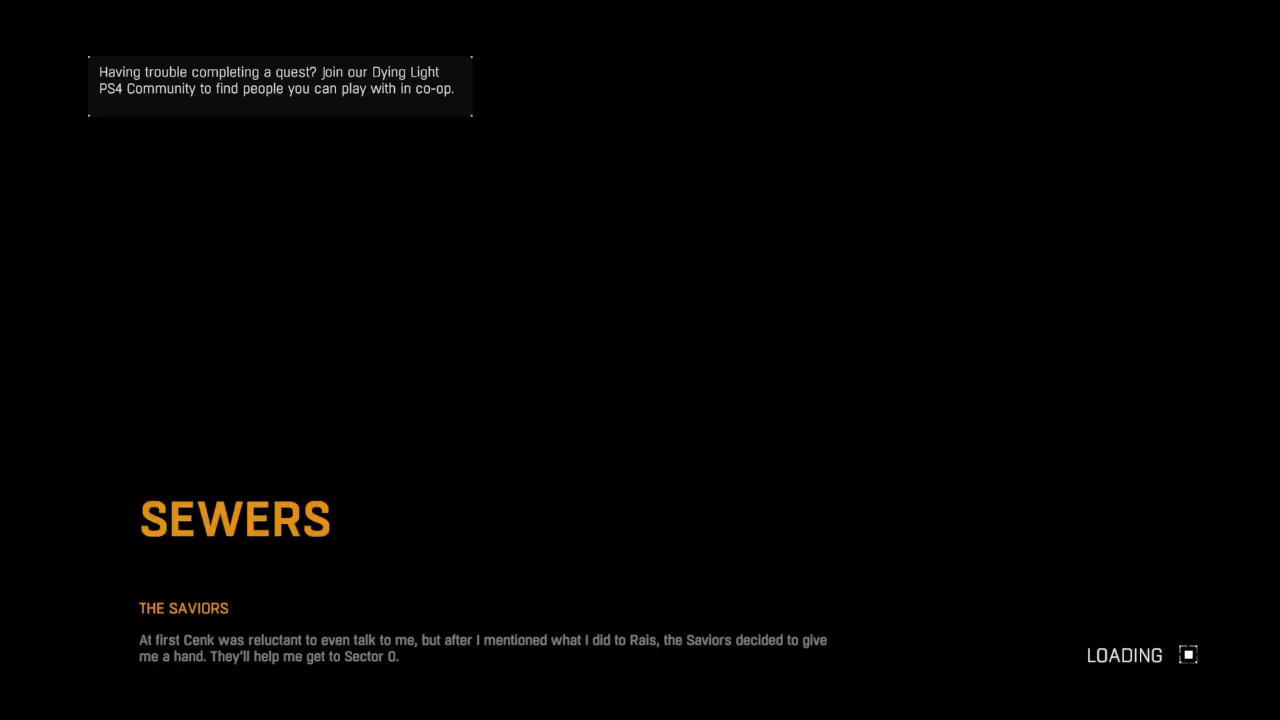 Having trouble completing a quest? Join our Dying Light
PS4 Community to find people you can play with in co-op.
SEWERS
THE SAVIORS
At first Cenk was reluctant to even talk to me, but after I mentioned what I did to Rais, the Saviors decided to give
me a hand. They'll help me get to Sector 0.
LOADING